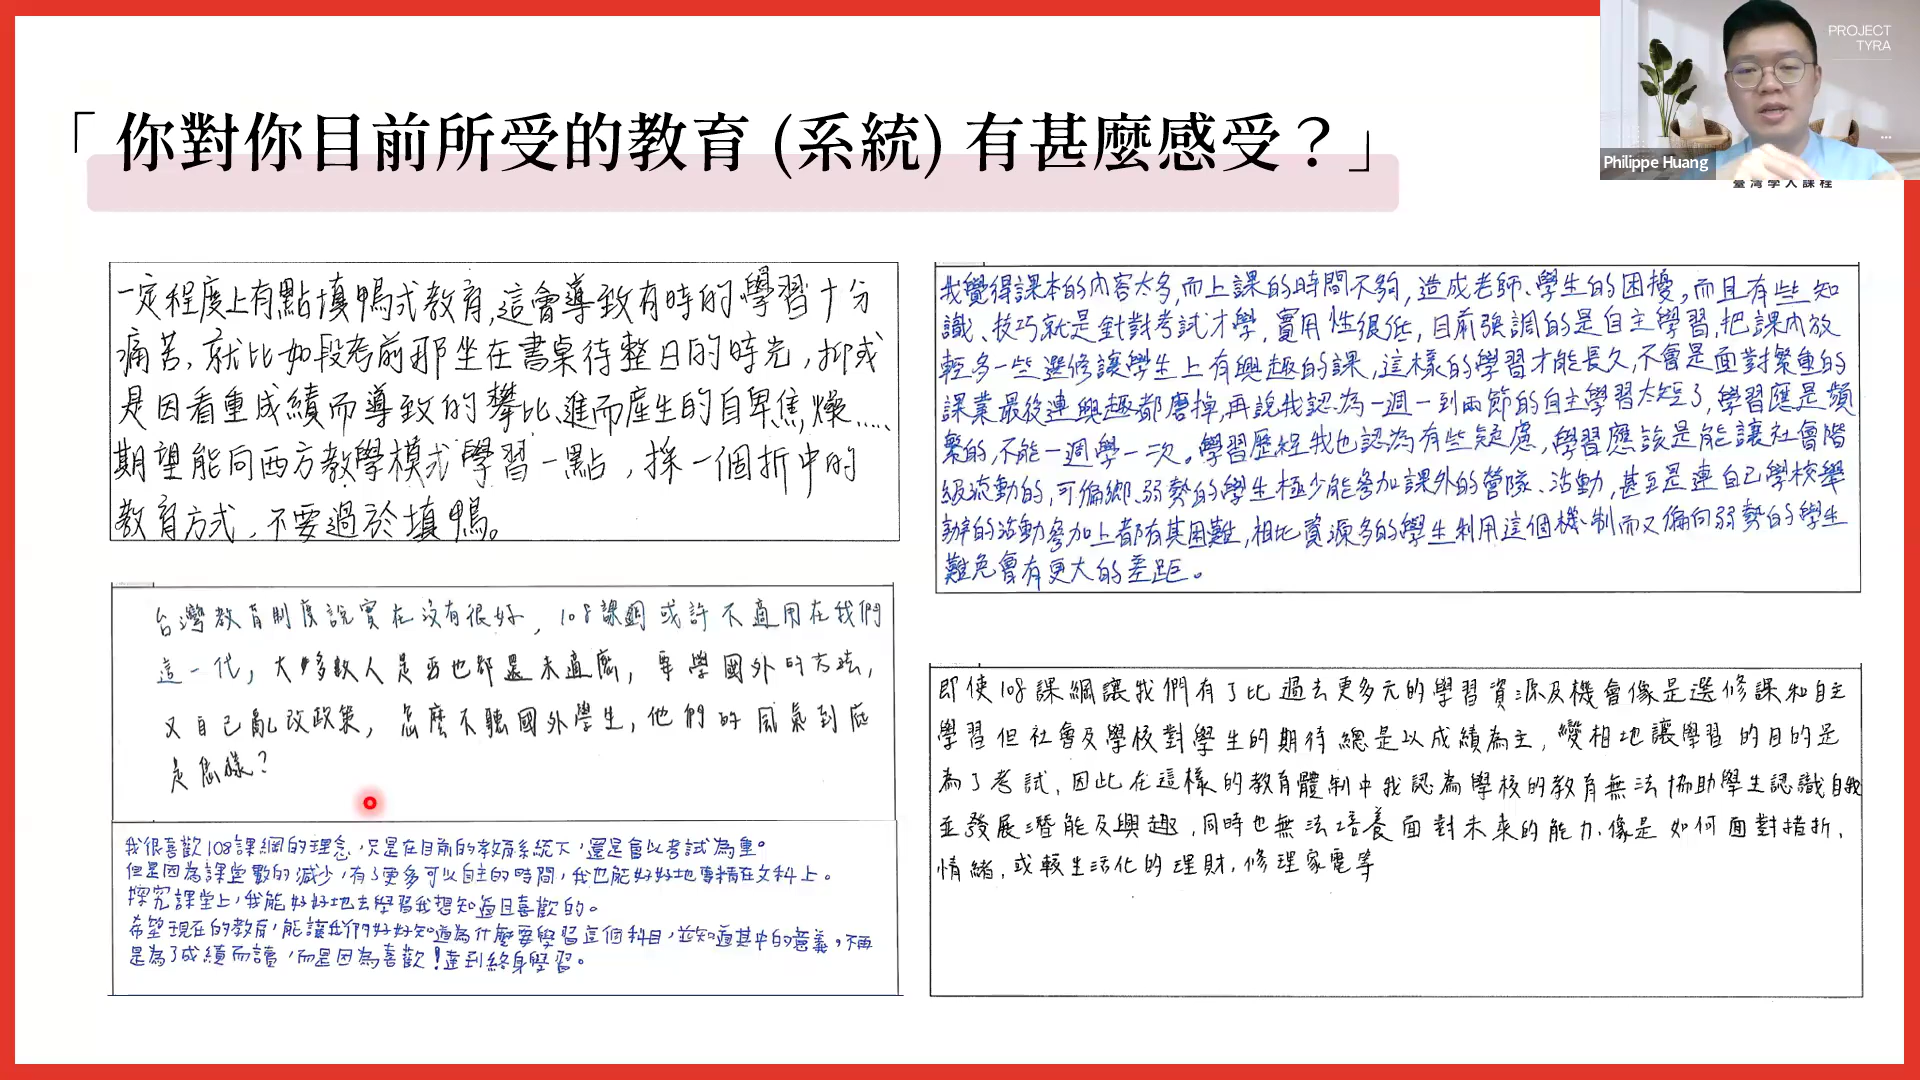 「你對你目前所受的教育 (系統) 有甚麼感受？」
PROJECT
TYRA
Philippe Huang
臺灣學人課程
一定程度上有點填鴨式教育,這會導致有時的學習十分
痛苦,就比如段考前那坐在書桌待整日的時光,抑或
是因看重成績而導致的攀比、進而產生的自卑焦燥.....
期望能向西方教學模式學習一點,採一個折中的
教育方式,不要過於填鴨。
我覺得課本的內容太多,而上課的時間不夠,造成老師、學生的困擾,而且有些知
識、技巧就是針對考試才學,實用性很低,目前強調的是自主學習,把課內放
輕多一些選修讓學生上有興趣的課,這樣的學習才能長久,不會是面對繁重的
課業最後連興趣都磨掉,再說我認為一週一到兩節的自主學習太短了,學習應是頻
繁的,不能一週學一次。學習歷程我也認為有些疑慮,學習應該是能讓社會階
級流動的,可偏鄉、弱勢的學生極少能參加課外的營隊、活動,甚至是連自己學校舉
辦的活動參加上都有其困難,相比資源多的學生利用這個機制而又偏向弱勢的學生
難免會有更大的差距。
台灣教育制度說實在沒有很好,108課綱或許不適用在我們
這一代,大多數人是否也都還未適應,要學國外的方法,
又自己亂改政策,怎麼不聽國外學生,他們的風氣到底
是怎樣?
我很喜歡108課綱的理念,只是在目前的教育系統下,還是會以考試為重。
但是因為課堂數的減少,有了更多可以自主的時間,我也能好好地專精在文科上。
探究課堂上,我能好好地去學習我想知道且喜歡的。
希望現在的教育,能讓我們好好知道為什麼要學習這個科目,並知道其中的意義,不再
是為了成績而讀,而是因為喜歡!達到終身學習。
即使108課綱讓我們有了比過去更多元的學習資源及機會像是選修課和自主
學習但社會及學校對學生的期待總是以成績為主,變相地讓學習的目的是
為了考試,因此在這樣的教育體制中我認為學校的教育無法協助學生認識自我
並發展潛能及興趣,同時也無法培養面對未來的能力,像是如何面對挫折,
情緒,或較生活化的理財,修理家電等